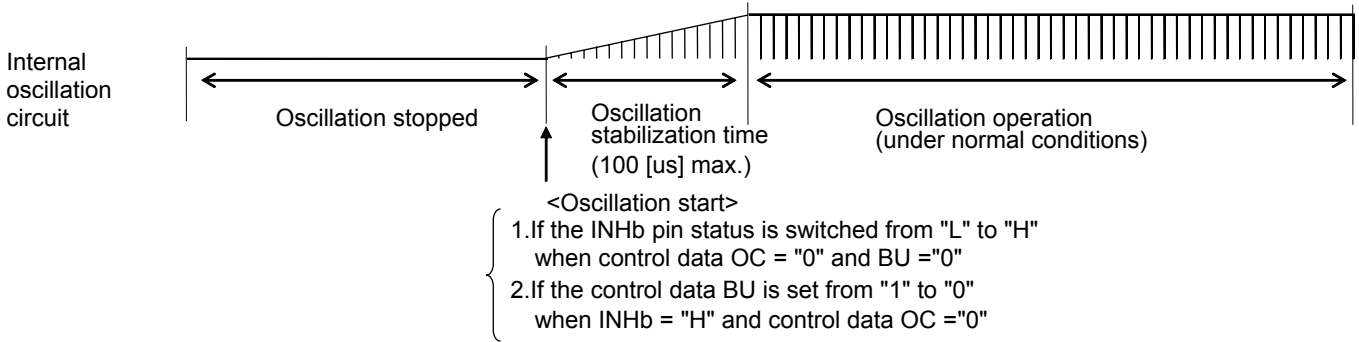 Internal
oscillation
circuit
Oscillation stopped
Oscillation
stabilization time
(100 [us] max.)
Oscillation operation
(under normal conditions)
<Oscillation start>
1.If the INHb pin status is switched from "L" to "H"
when control data OC = "0" and BU ="0"
2.If the control data BU is set from "1" to "0"
when INHb = "H" and control data OC ="0"